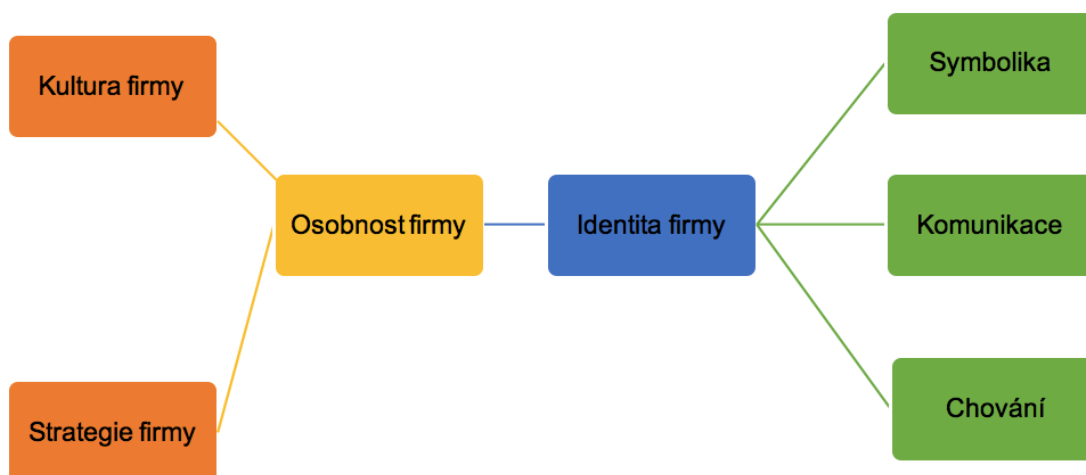 Kultura firmy
Strategie firmy
Osobnost firmy
Identita firmy
Symbolika
Komunikace
Chování